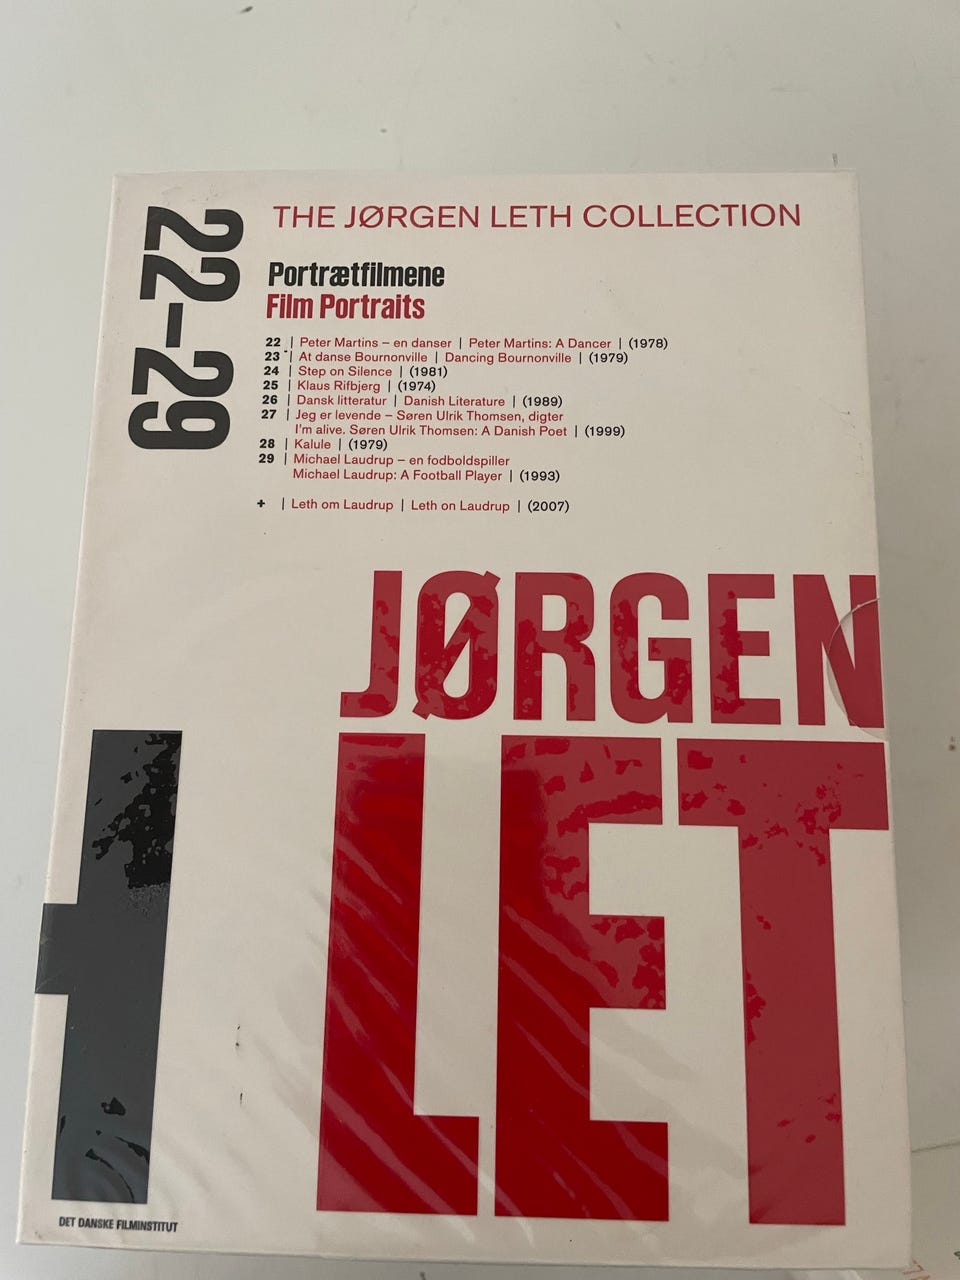 22-29
THE JØRGEN LETH COLLECTION
Portrætfilmene
Film Portraits
22 | Peter Martins – en danser | Peter Martins: A Dancer | (1978)
23 | At danse Bournonville | Dancing Bournonville | (1979)
24 | Step on Silence | (1981)
25 | Klaus Rifbjerg | (1974)
26 | Dansk litteratur | Danish Literature | (1989)
27 | Jeg er levende – Søren Ulrik Thomsen, digter
I'm alive. Søren Ulrik Thomsen: A Danish Poet | (1999)
28 | Kalule | (1979)
29 | Michael Laudrup – en fodboldspiller
Michael Laudrup: A Football Player | (1993)
+ | Leth om Laudrup | Leth on Laudrup | (2007)
JØRGEN
H LET
DET DANSKE FILMINSTITUT